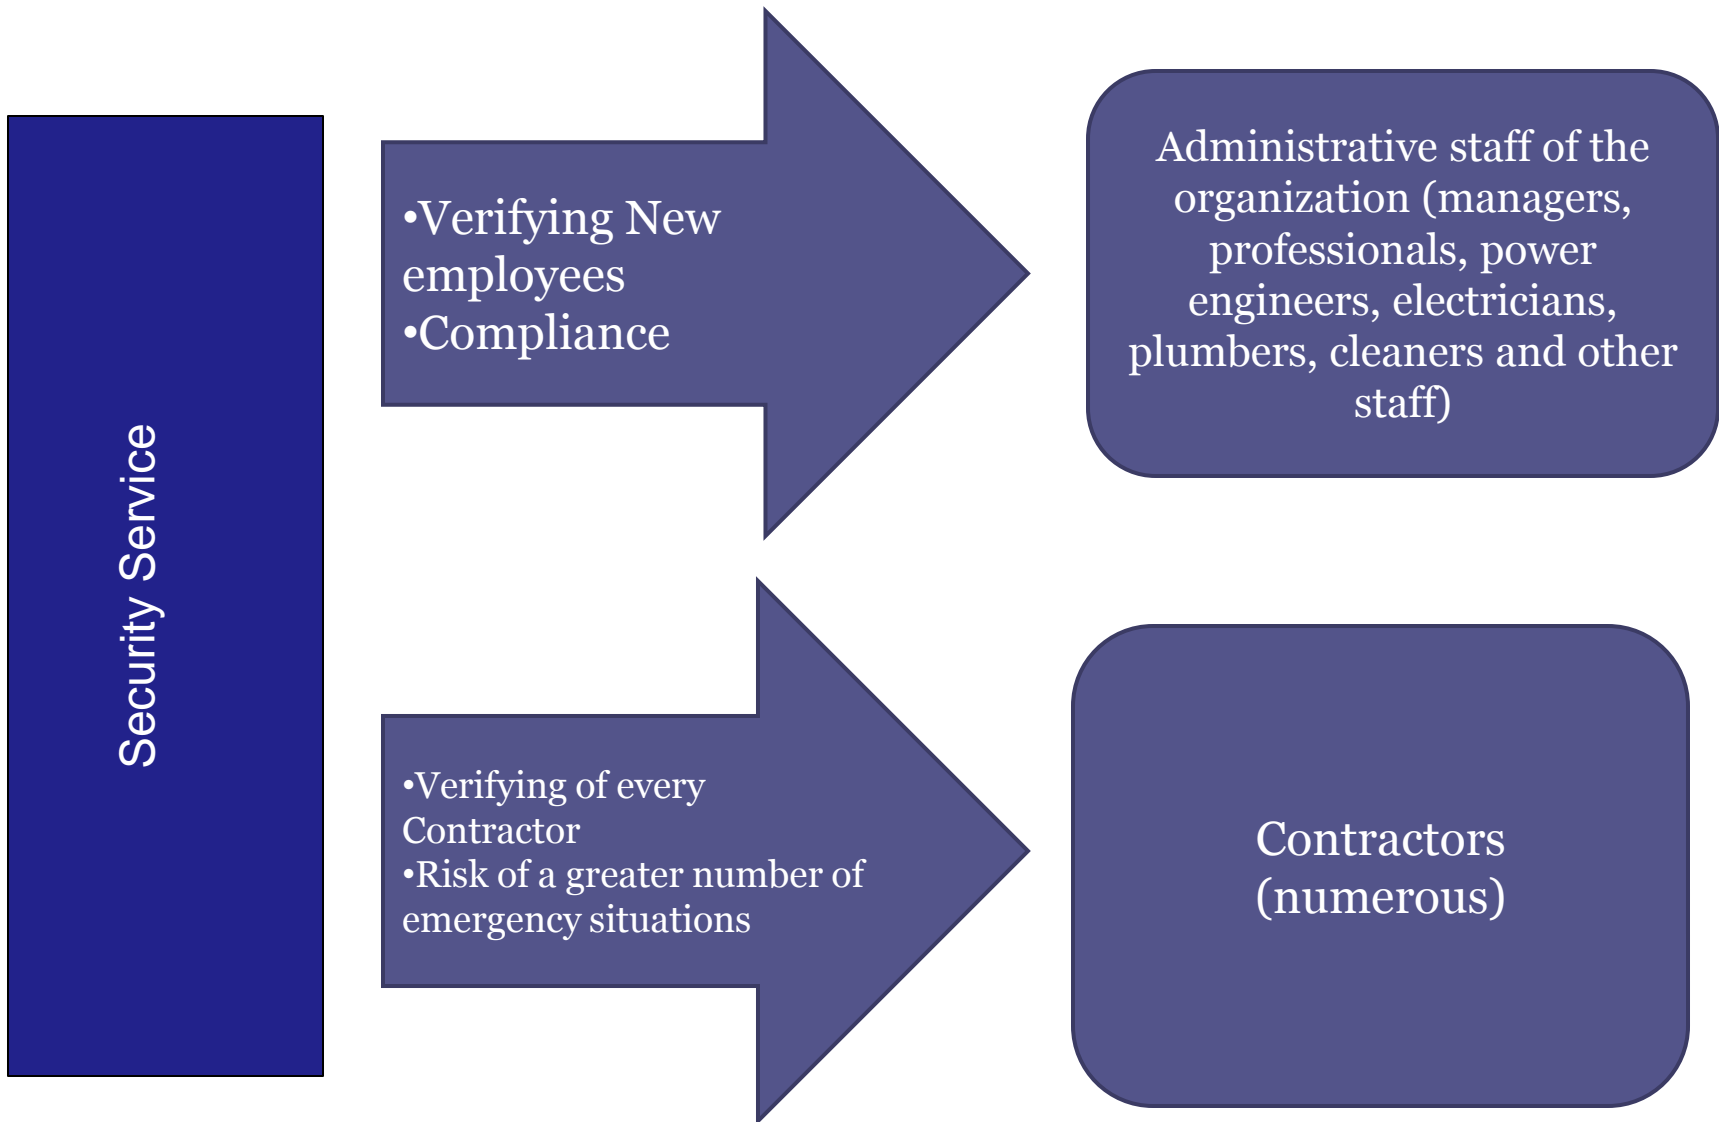 Security Service
•Verifying New
employees
•Compliance
Administrative staff of the
organization (managers,
professionals, power
engineers, electricians,
plumbers, cleaners and other
staff)
•Verifying of every
Contractor
•Risk of a greater number of
emergency situations
Contractors
(numerous)